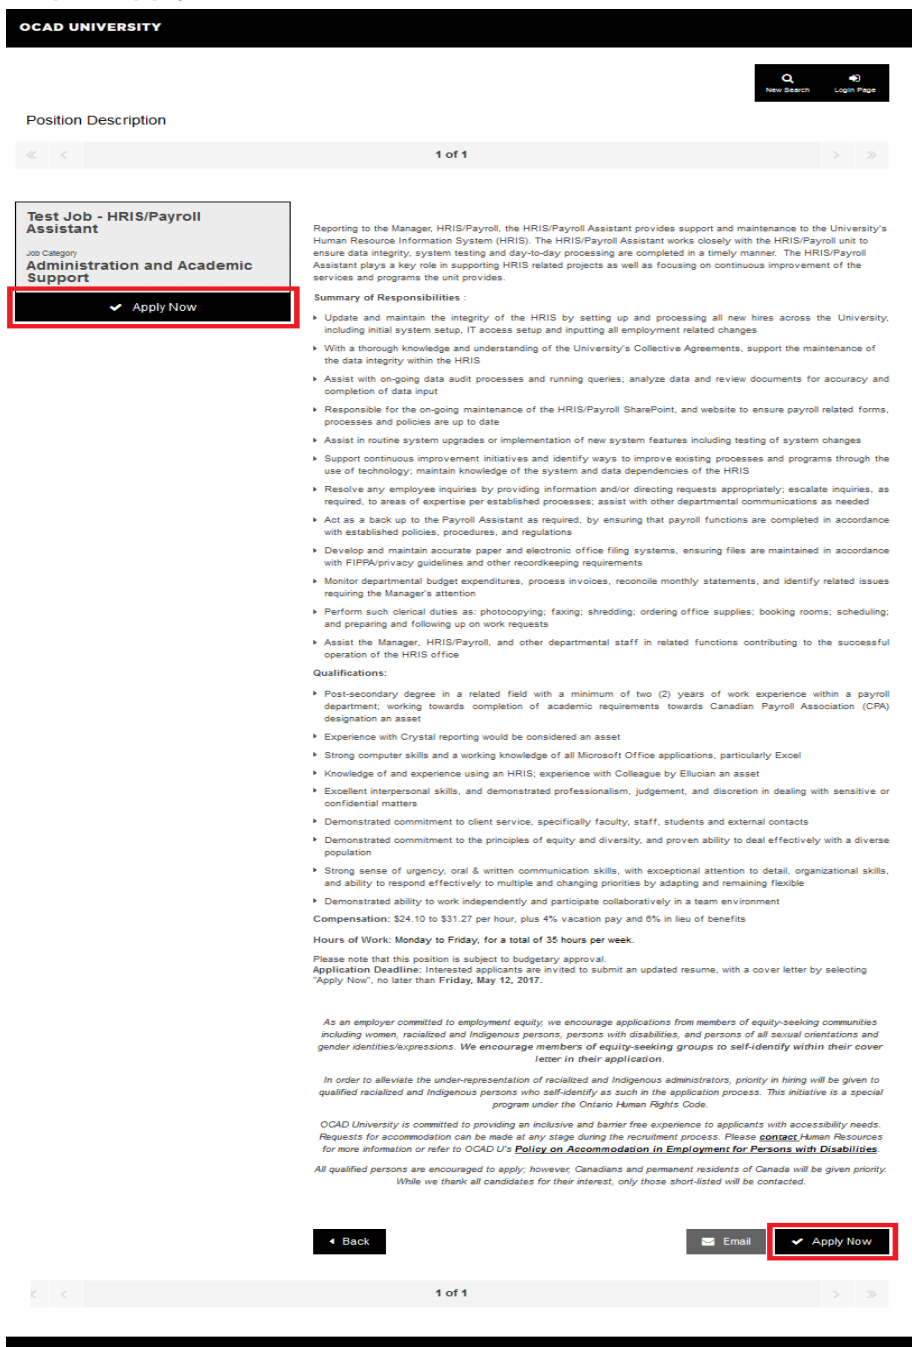 OCAD UNIVERSITY
New Search
Login Page
Position Description
1 of 1
Test Job - HRIS/Payroll
Assistant
Job Category
Administration and Academic
Support
Apply Now
Reporting to the Manager, HRIS/Payroll, the HRIS/Payroll Assistant provides support and maintenance to the University's
Human Resource Information System (HRIS). The HRIS/Payroll Assistant works closely with the HRIS/Payroll unit to
ensure data integrity, system testing and day-to-day processing are completed in a timely manner. The HRIS/Payroll
Assistant plays a key role in supporting HRIS related projects as well as focusing on continuous improvement of the
services and programs the unit provides.
Summary of Responsibilities :
Update and maintain the integrity of the HRIS by setting up and processing all new hires across the University,
including initial system setup, IT access setup and inputting all employment related changes
With a thorough knowledge and understanding of the University's Collective Agreements, support the maintenance of
the data integrity within the HRIS
Assist with on-going data audit processes and running queries; analyze data and review documents for accuracy and
completion of data input
Responsible for the on-going maintenance of the HRIS/Payroll SharePoint, and website to ensure payroll related forms,
processes and policies are up to date
Assist in routine system upgrades or implementation of new system features including testing of system changes
Support continuous improvement initiatives and identify ways to improve existing processes and programs through the
use of technology; maintain knowledge of the system and data dependencies of the HRIS
Resolve any employee inquiries by providing information and/or directing requests appropriately; escalate inquiries, as
required, to areas of expertise per established processes; assist with other departmental communications as needed
Act as a back up to the Payroll Assistant as required, by ensuring that payroll functions are completed in accordance
with established policies, procedures, and regulations
Develop and maintain accurate paper and electronic office filing systems, ensuring files are maintained in accordance
with FIPPA/privacy guidelines and other recordkeeping requirements
Monitor departmental budget expenditures, process invoices, reconcile monthly statements, and identify related issues
requiring the Manager's attention
Perform such clerical duties as: photocopying; faxing; shredding; ordering office supplies; booking rooms; scheduling;
and preparing and following up on work requests
Assist the Manager, HRIS/Payroll, and other departmental staff in related functions contributing to the successful
operation of the HRIS office
Qualifications:
Post-secondary degree in a related field with a minimum of two (2) years of work experience within a payroll
department; working towards completion of academic requirements towards Canadian Payroll Association (CPA)
designation an asset
Experience with Crystal reporting would be considered an asset
Strong computer skills and a working knowledge of all Microsoft Office applications, particularly Excel
Knowledge of and experience using an HRIS; experience with Colleague by Ellucian an asset
Excellent interpersonal skills, and demonstrated professionalism, judgement, and discretion in dealing with sensitive or
confidential matters
Demonstrated commitment to client service, specifically faculty, staff, students and external contacts
Demonstrated commitment to the principles of equity and diversity, and proven ability to deal effectively with a diverse
population
Strong sense of urgency, oral & written communication skills, with exceptional attention to detail, organizational skills,
and ability to respond effectively to multiple and changing priorities by adapting and remaining flexible
Demonstrated ability to work independently and participate collaboratively in a team environment
Compensation: $24.10 to $31.27 per hour, plus 4% vacation pay and 6% in lieu of benefits
Hours of Work: Monday to Friday, for a total of 35 hours per week.
Please note that this position is subject to budgetary approval.
Application Deadline: Interested applicants are invited to submit an updated resume, with a cover letter by selecting
"Apply Now", no later than Friday, May 12, 2017.
As an employer committed to employment equity, we encourage applications from members of equity-seeking communities
including women, racialized and Indigenous persons, persons with disabilities, and persons of all sexual orientations and
gender identities/expressions. We encourage members of equity-seeking groups to self-identify within their cover
letter in their application.
In order to alleviate the under-representation of racialized and Indigenous administrators, priority in hiring will be given to
qualified racialized and Indigenous persons who self-identify as such in the application process. This initiative is a special
program under the Ontario Human Rights Code.
OCAD University is committed to providing an inclusive and barrier free experience to applicants with accessibility needs.
Requests for accommodation can be made at any stage during the recruitment process. Please contact Human Resources
for more information or refer to OCAD U's Policy on Accommodation in Employment for Persons with Disabilities.
All qualified persons are encouraged to apply; however, Canadians and permanent residents of Canada will be given priority.
While we thank all candidates for their interest, only those short-listed will be contacted.
Back
Email
Apply Now
1 of 1